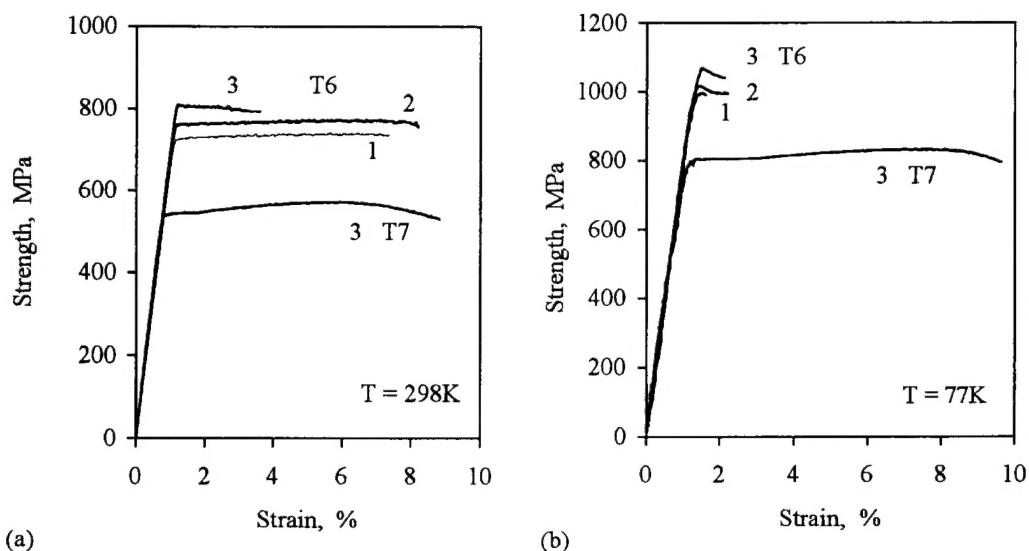 1000
800
600
400
200
0
Strength, MPa
3 T6
2
1
3 T7
T = 298K
0 2 4 6 8 10
Strain, %
(a)
1200
1000
800
600
400
200
0
Strength, MPa
3 T6
2
1
3 T7
T = 77K
0 2 4 6 8 10
Strain, %
(b)